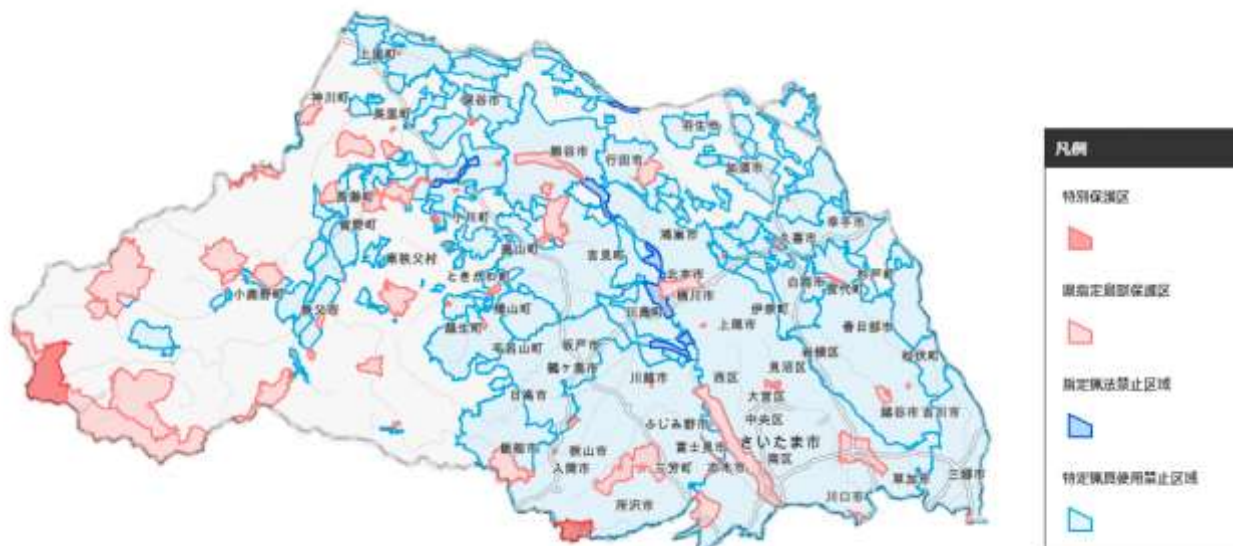 上里町
神川町
美里町
深谷市
熊谷市
行田市
羽生市
加須市
長瀞町
皆野町
小川町
東秩父村
ときがわ町
嵐山町
吉見町
鴻巣市
久喜市
幸手市
杉戸町
宮代町
白岡市
北本市
桶川市
伊奈町
小鹿野町
秩父市
鳩山町
越生町
毛呂山町
坂戸市
鶴ヶ島市
川島町
上尾市
春日部市
松伏町
岩槻区
見沼区
西区
大宮区
川越市
日高市
中央区
越谷市
吉川市
ふじみ野市
さいたま市
飯能市
狭山市
入間市
富士見市
三芳町
志木市
南区
所沢市
川口市
草加市
三郷市
凡例
特別保護区
県指定鳥獣保護区
指定猟法禁止区域
特定猟具使用禁止区域